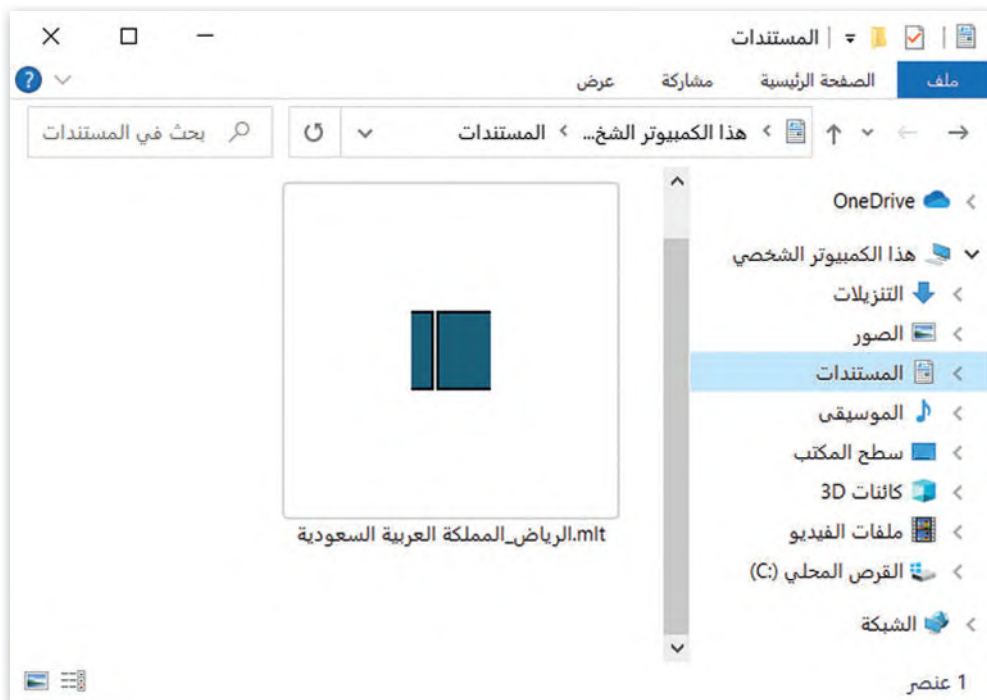 المستندات
ملف الصفحة الرئيسية مشاركة عرض ?
هذا الكمبيوتر الشخ... > المستندات
بحث في المستندات
OneDrive
هذا الكمبيوتر الشخصي
التنزيلات
الصور
المستندات
الموسيقى
سطح المكتب
كائنات 3D
ملفات الفيديو
القرص المحلي (C:)
الشبكة
الرياض_المملكة العربية السعودية.mlt
1 عنصر